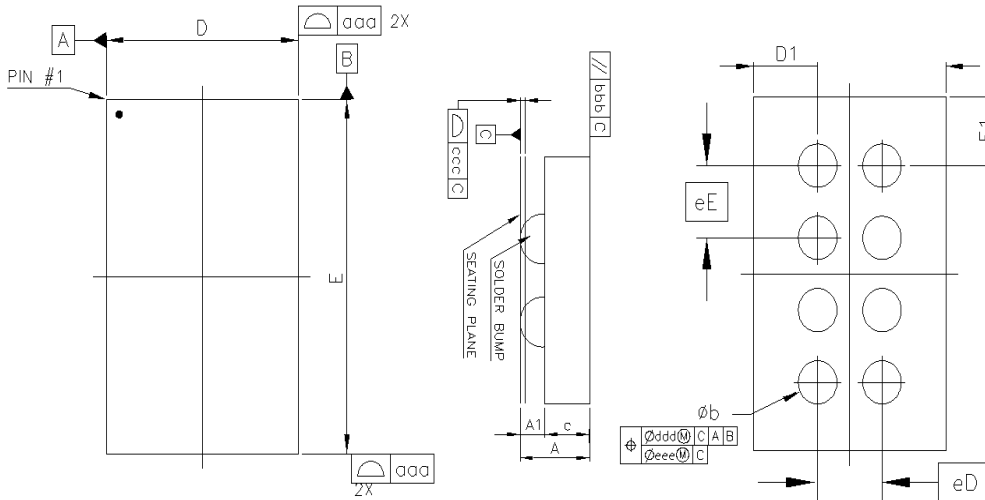 D
aaa 2X
A
B
PIN #1
E
aaa
2X
ccc C
C
bbb C
SEATING PLANE
SOLDER BUMP
A1
c
A
D1
E1
eE
Øb
Øddd Ⓜ C A B
Øeee Ⓜ C
eD